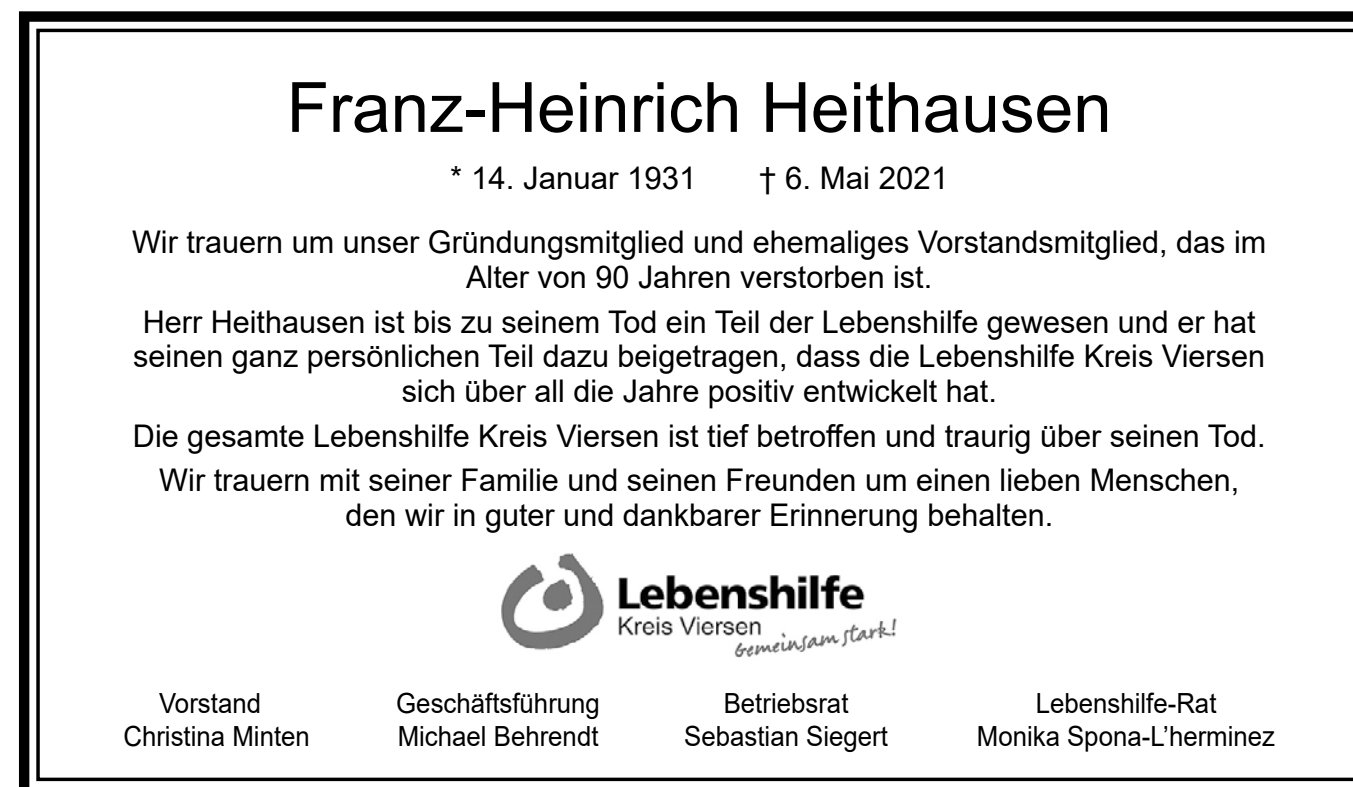 Franz-Heinrich Heithausen
* 14. Januar 1931 † 6. Mai 2021
Wir trauern um unser Gründungsmitglied und ehemaliges Vorstandsmitglied, das im
Alter von 90 Jahren verstorben ist.
Herr Heithausen ist bis zu seinem Tod ein Teil der Lebenshilfe gewesen und er hat
seinen ganz persönlichen Teil dazu beigetragen, dass die Lebenshilfe Kreis Viersen
sich über all die Jahre positiv entwickelt hat.
Die gesamte Lebenshilfe Kreis Viersen ist tief betroffen und traurig über seinen Tod.
Wir trauern mit seiner Familie und seinen Freunden um einen lieben Menschen,
den wir in guter und dankbarer Erinnerung behalten.
Lebenshilfe
Kreis Viersen
Gemeinsam stark!
Vorstand Geschäftsführung Betriebsrat Lebenshilfe-Rat
Christina Minten Michael Behrendt Sebastian Siegert Monika Spona-L’herminez